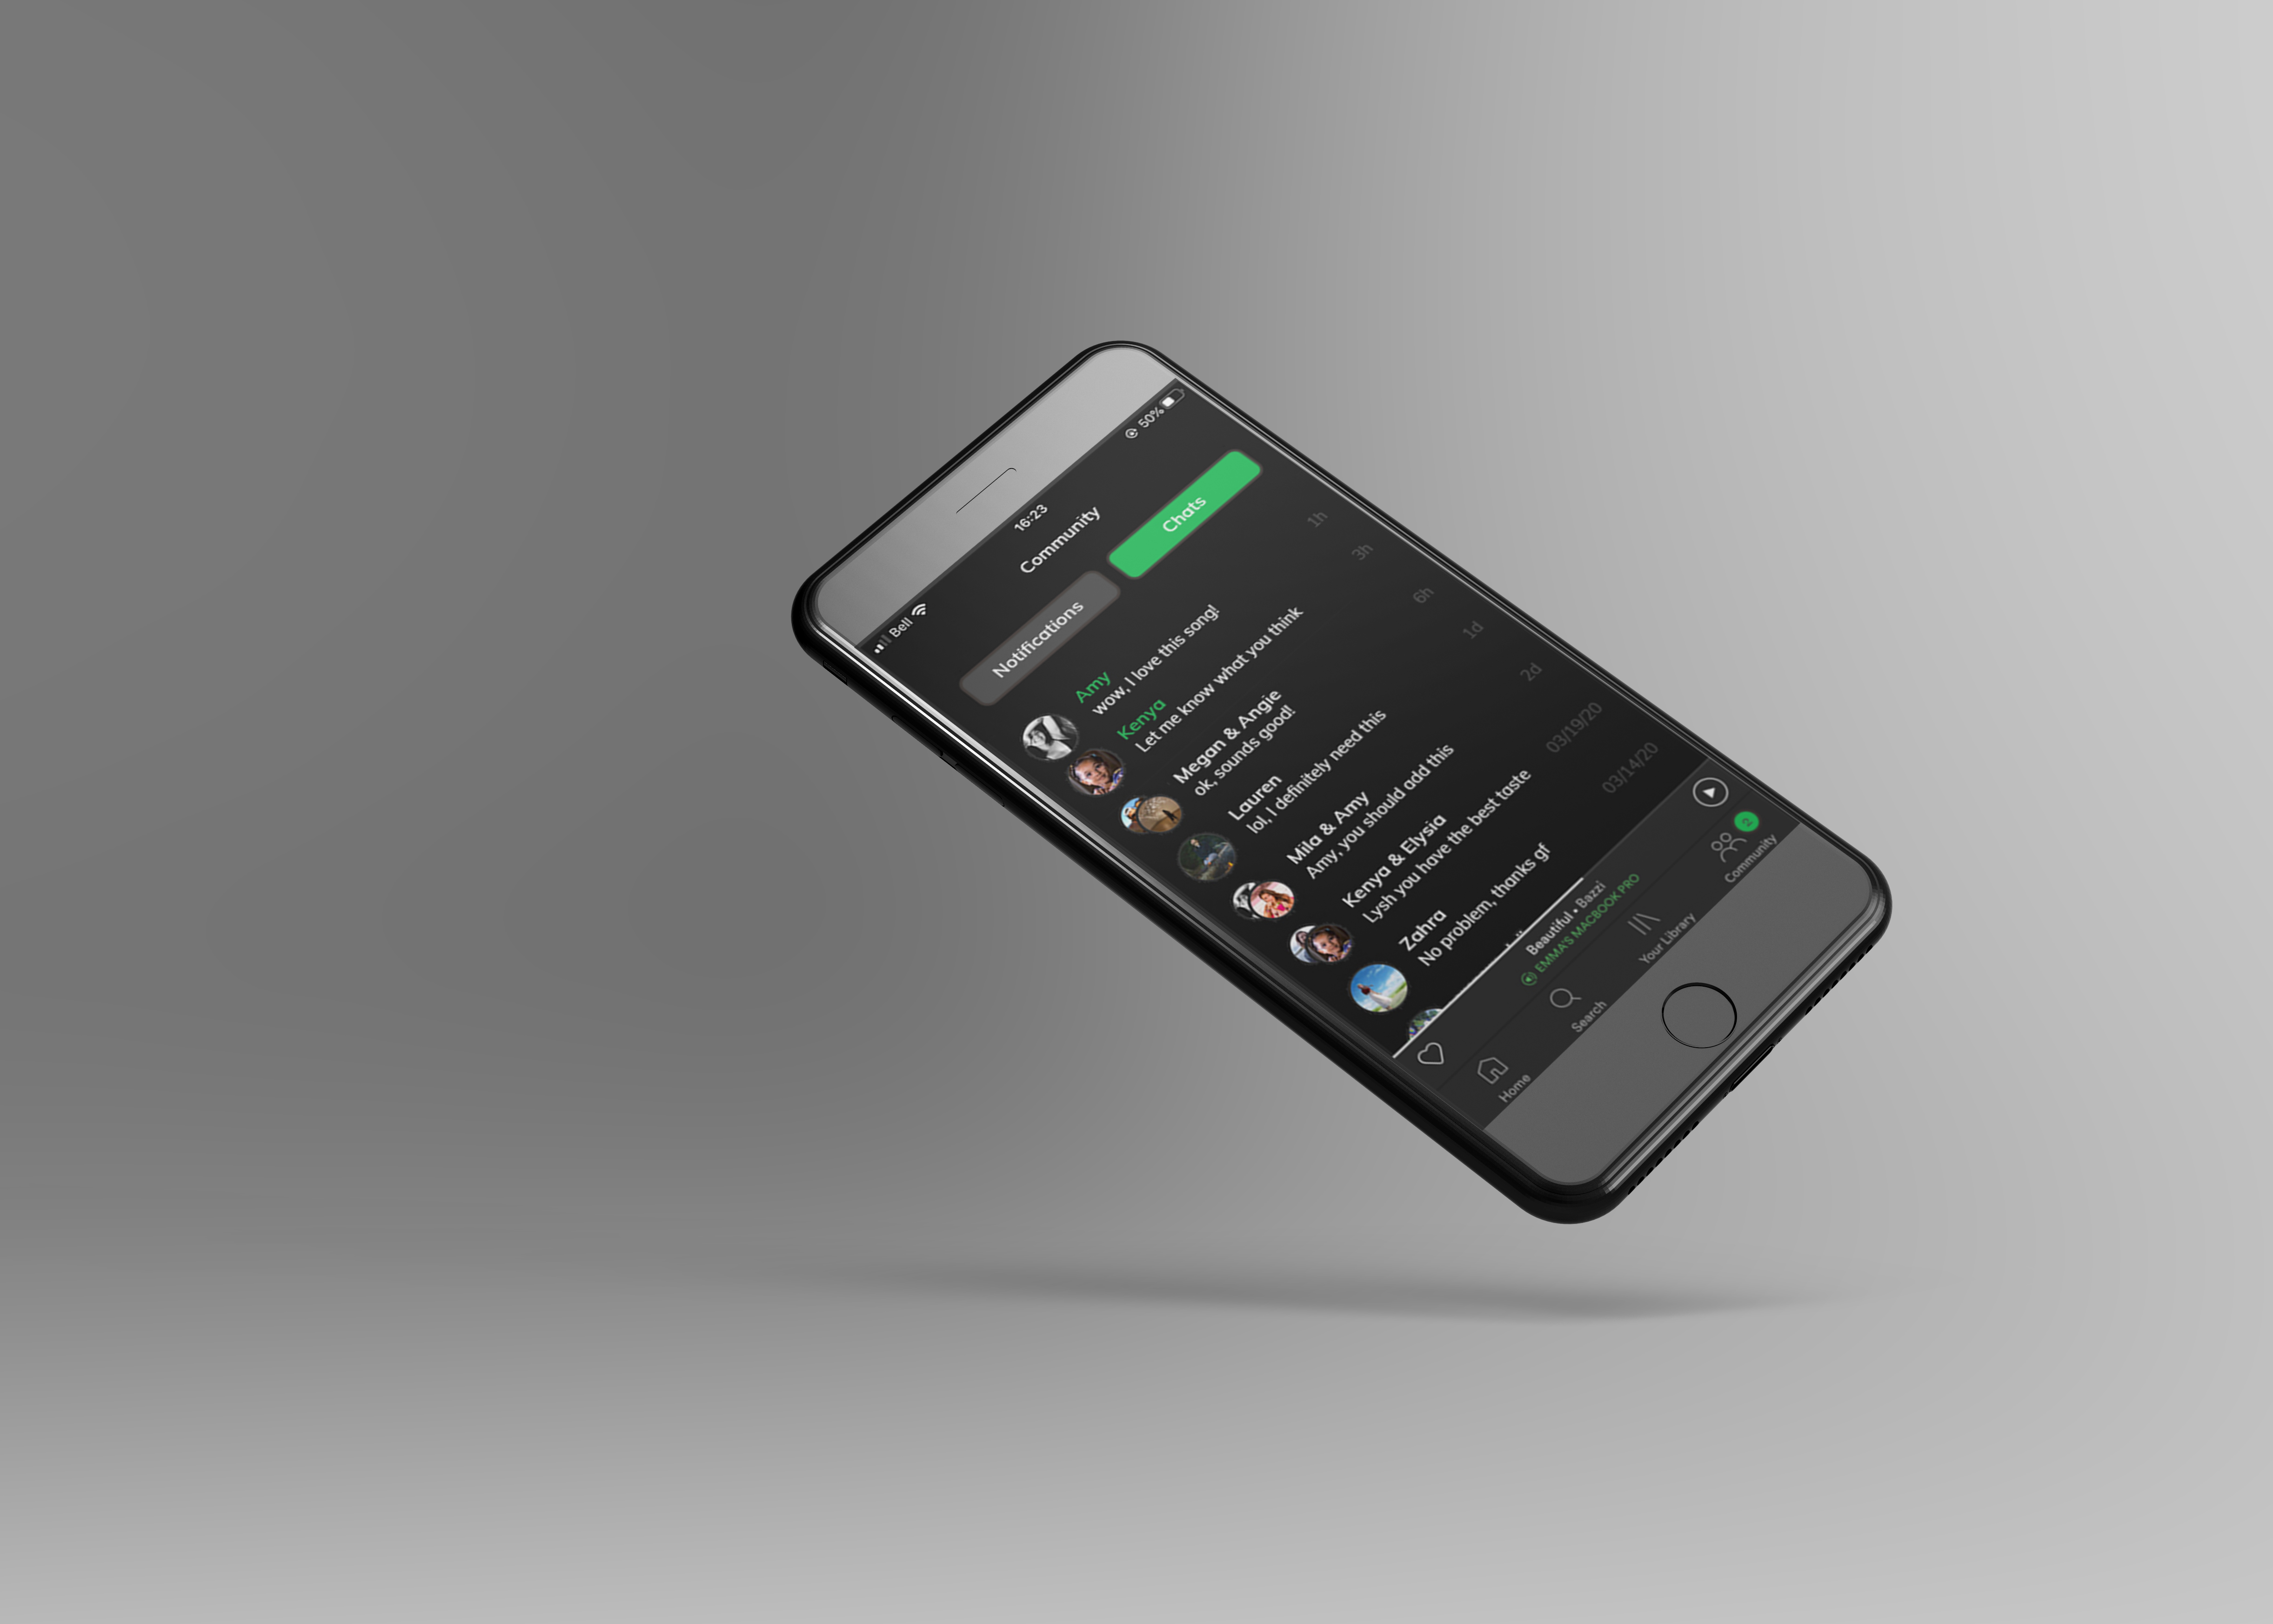 Bell
16:23
50%
Community
Notifications
Chats
Amy
wow, I love this song!
1h
Kenya
Let me know what you think
3h
Megan & Angie
ok, sounds good!
6h
Lauren
lol, I definitely need this
1d
Mila & Amy
Amy, you should add this
2d
Kenya & Elysia
Lysh you have the best taste
03/19/20
Zahra
No problem, thanks gf
03/14/20
Beautiful • Bazzi
EMMA'S MACBOOK PRO
2
Home
Search
Your Library
Community